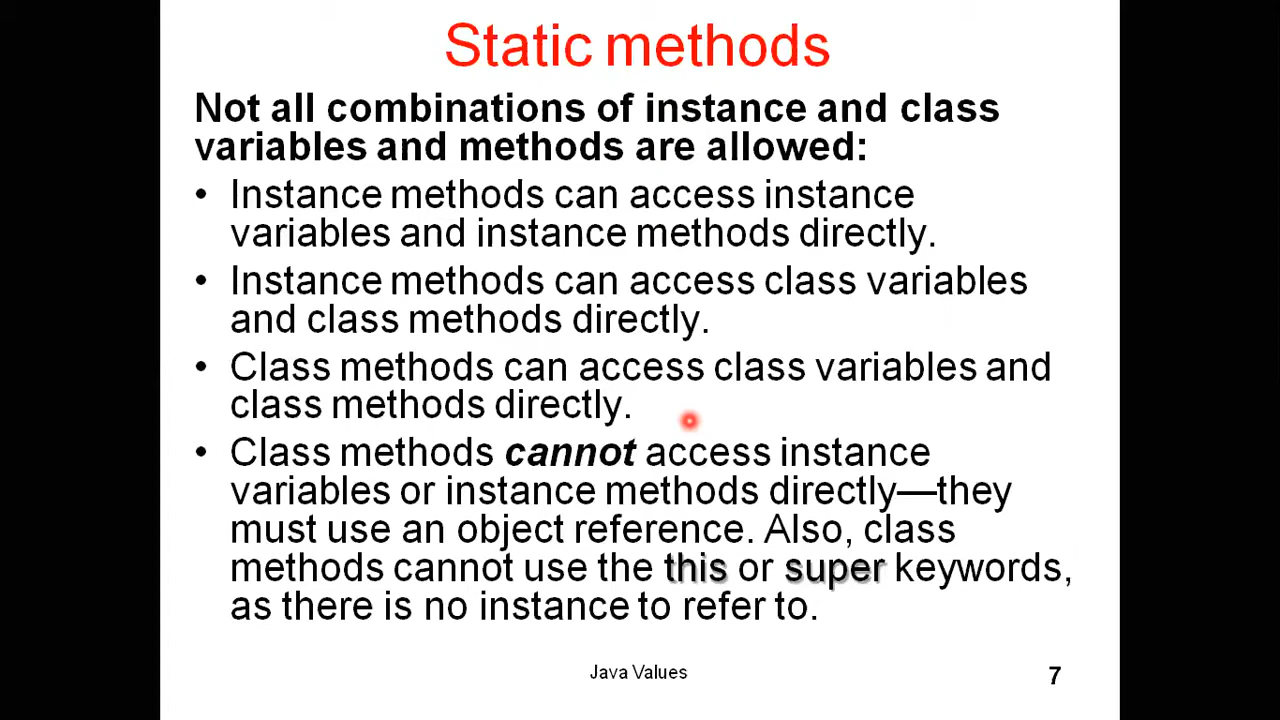 Static methods
Not all combinations of instance and class
variables and methods are allowed:
• Instance methods can access instance
variables and instance methods directly.
• Instance methods can access class variables
and class methods directly.
• Class methods can access class variables and
class methods directly.
• Class methods cannot access instance
variables or instance methods directly—they
must use an object reference. Also, class
methods cannot use the this or super keywords,
as there is no instance to refer to.
Java Values
7